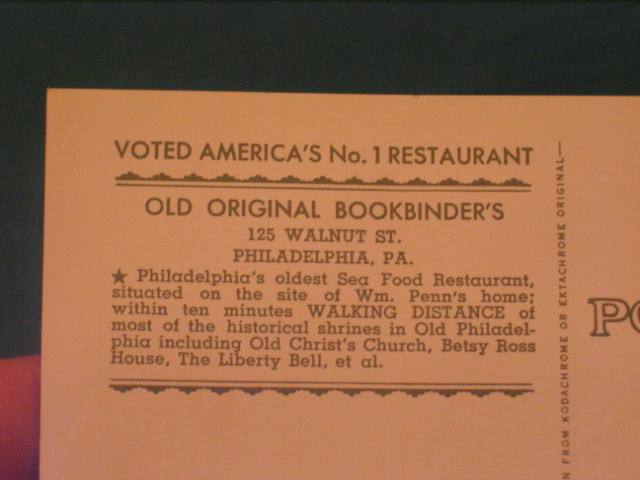 VOTED AMERICA'S No. 1 RESTAURANT
OLD ORIGINAL BOOKBINDER'S
125 WALNUT ST.
PHILADELPHIA, PA.
★ Philadelphia's oldest Sea Food Restaurant,
situated on the site of Wm. Penn's home;
within ten minutes WALKING DISTANCE of
most of the historical shrines in Old Philadel-
phia including Old Christ's Church, Betsy Ross
House, The Liberty Bell, et al.
N FROM KODACHROME OR EKTACHROME ORIGINAL—